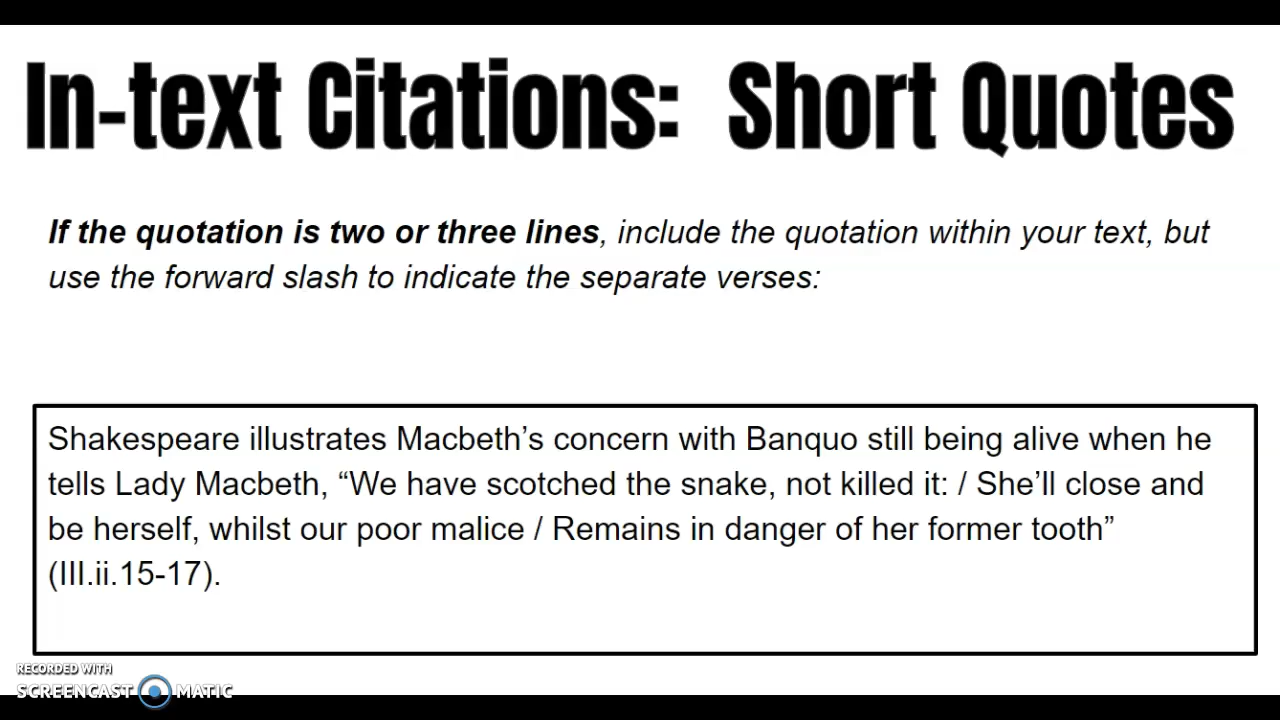 In-text Citations: Short Quotes
If the quotation is two or three lines, include the quotation within your text, but
use the forward slash to indicate the separate verses:
Shakespeare illustrates Macbeth’s concern with Banquo still being alive when he
tells Lady Macbeth, “We have scotched the snake, not killed it: / She’ll close and
be herself, whilst our poor malice / Remains in danger of her former tooth”
(III.ii.15-17).
RECORDED WITH
SCREENCAST MATIC